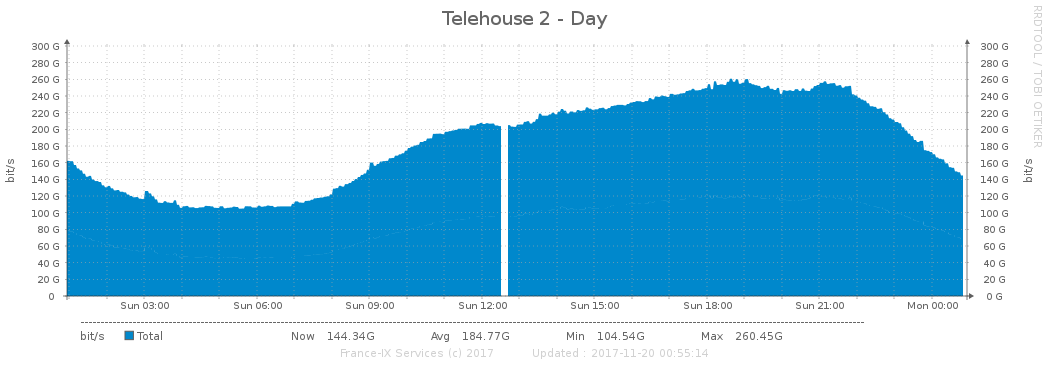 Telehouse 2 - Day
RRDTOOL / TOBI OETIKER
bit/s
300 G 300 G
280 G 280 G
260 G 260 G
240 G 240 G
220 G 220 G
200 G 200 G
180 G 180 G
160 G 160 G
140 G 140 G
120 G 120 G
100 G 100 G
80 G 80 G
60 G 60 G
40 G 40 G
20 G 20 G
0 0 G
bit/s
Sun 03:00 Sun 06:00 Sun 09:00 Sun 12:00 Sun 15:00 Sun 18:00 Sun 21:00 Mon 00:00
bit/s Total Now 144.34G Avg 184.77G Min 104.54G Max 260.45G
France-IX Services (c) 2017 Updated : 2017-11-20 00:55:14